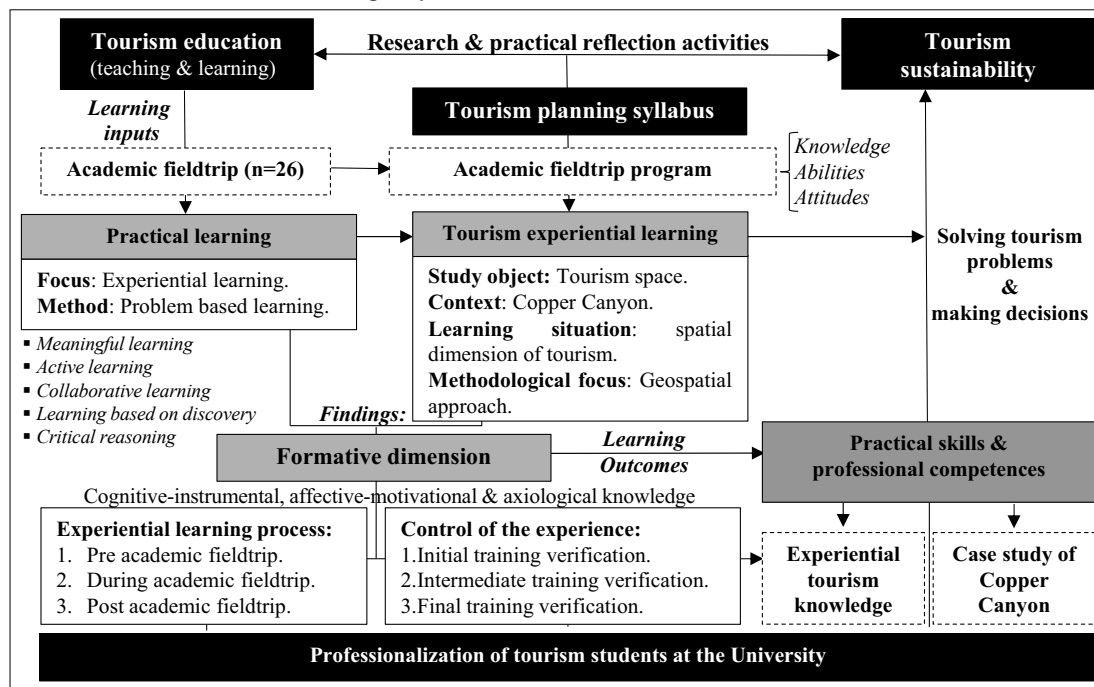 Tourism education
(teaching & learning)
Research & practical reflection activities
Tourism
sustainability
Learning
inputs
Tourism planning syllabus
Academic fieldtrip (n=26)
Academic fieldtrip program
Knowledge
Abilities
Attitudes
Practical learning
Focus: Experiential learning.
Method: Problem based learning.
Tourism experiential learning
Study object: Tourism space.
Context: Copper Canyon.
Learning situation: spatial
dimension of tourism.
Methodological focus: Geospatial
approach.
Solving tourism
problems
&
making decisions
▪ Meaningful learning
▪ Active learning
▪ Collaborative learning
▪ Learning based on discovery
▪ Critical reasoning
Findings:
Formative dimension
Learning
Outcomes
Practical skills &
professional competences
Cognitive-instrumental, affective-motivational & axiological knowledge
Experiential learning process:
1. Pre academic fieldtrip.
2. During academic fieldtrip.
3. Post academic fieldtrip.
Control of the experience:
1.Initial training verification.
2.Intermediate training verification.
3.Final training verification.
Experiential
tourism
knowledge
Case study of
Copper
Canyon
Professionalization of tourism students at the University